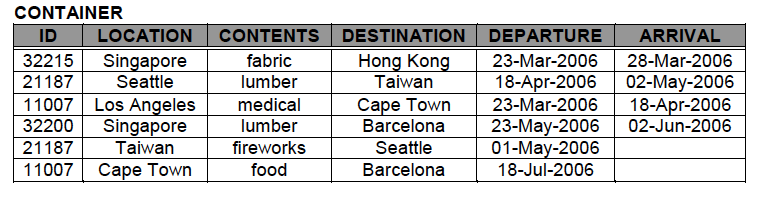 CONTAINER
ID LOCATION CONTENTS DESTINATION DEPARTURE ARRIVAL
32215 Singapore fabric Hong Kong 23-Mar-2006 28-Mar-2006
21187 Seattle lumber Taiwan 18-Apr-2006 02-May-2006
11007 Los Angeles medical Cape Town 23-Mar-2006 18-Apr-2006
32200 Singapore lumber Barcelona 23-May-2006 02-Jun-2006
21187 Taiwan fireworks Seattle 01-May-2006
11007 Cape Town food Barcelona 18-Jul-2006